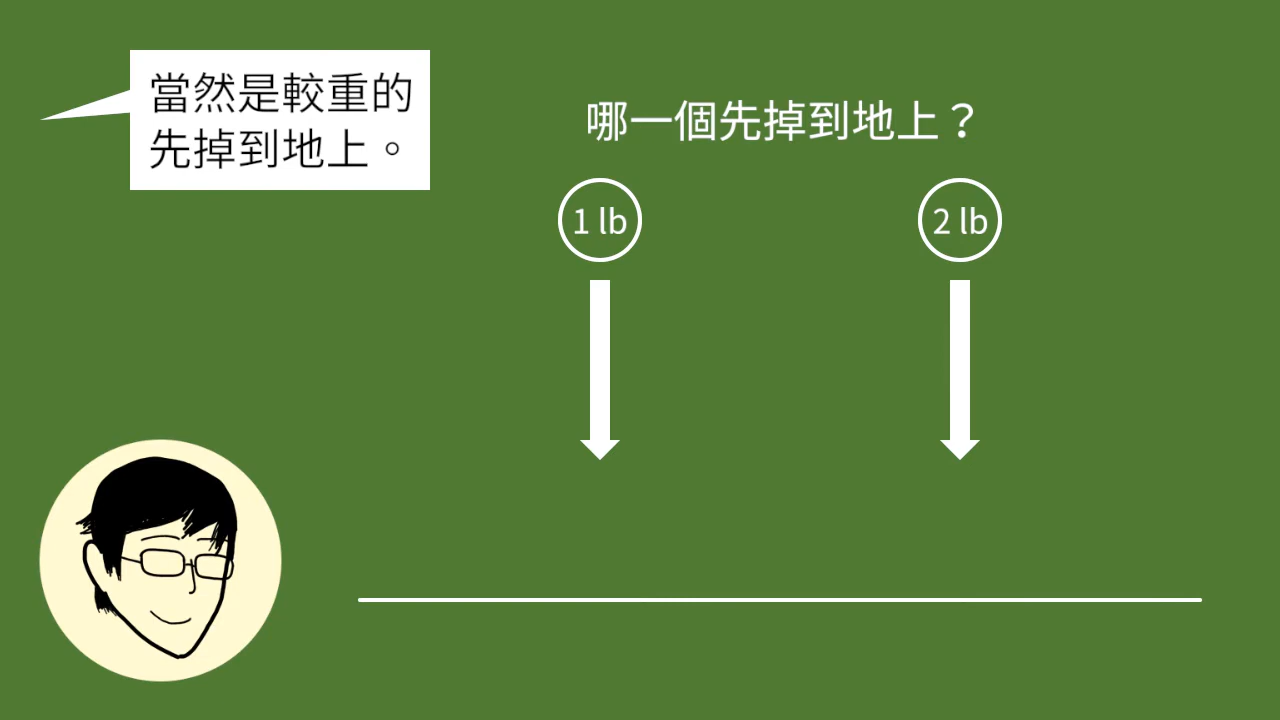 當然是較重的
先掉到地上。
哪一個先掉到地上？
1 lb
2 lb